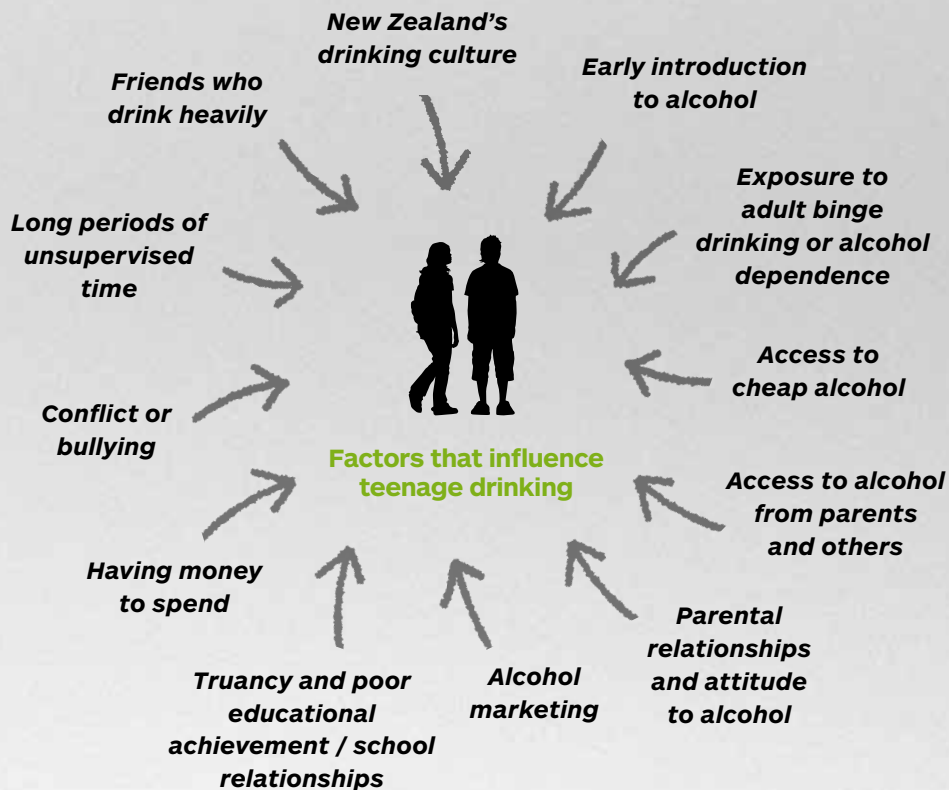 New Zealand’s
drinking culture
Early introduction
to alcohol
Exposure to
adult binge
drinking or alcohol
dependence
Access to
cheap alcohol
Access to alcohol
from parents
and others
Parental
relationships
and attitude
to alcohol
Alcohol
marketing
Truancy and poor
educational
achievement / school
relationships
Having money
to spend
Conflict or
bullying
Long periods of
unsupervised
time
Friends who
drink heavily
Factors that influence
teenage drinking